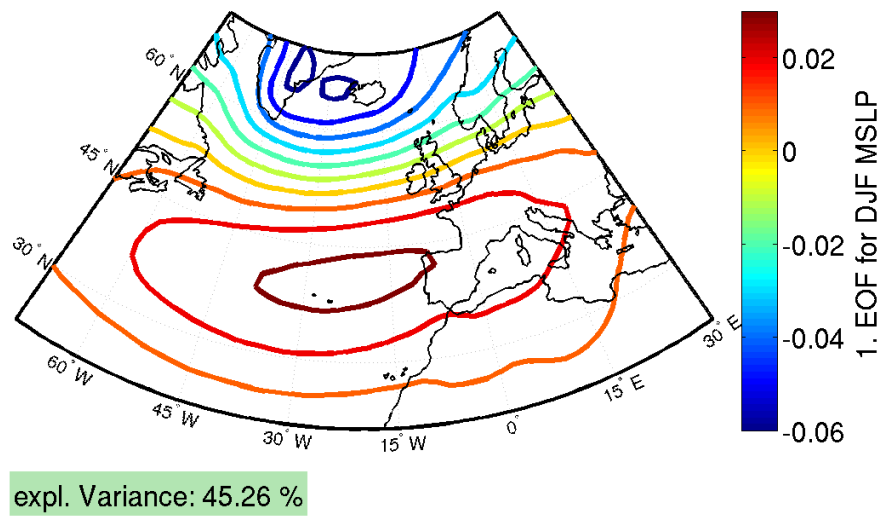 60° N
45° N
30° N
60° W
45° W
30° W
15° W
0°
15° E
30° E
0.02
0
-0.02
-0.04
-0.06
1. EOF for DJF MSLP
expl. Variance: 45.26 %